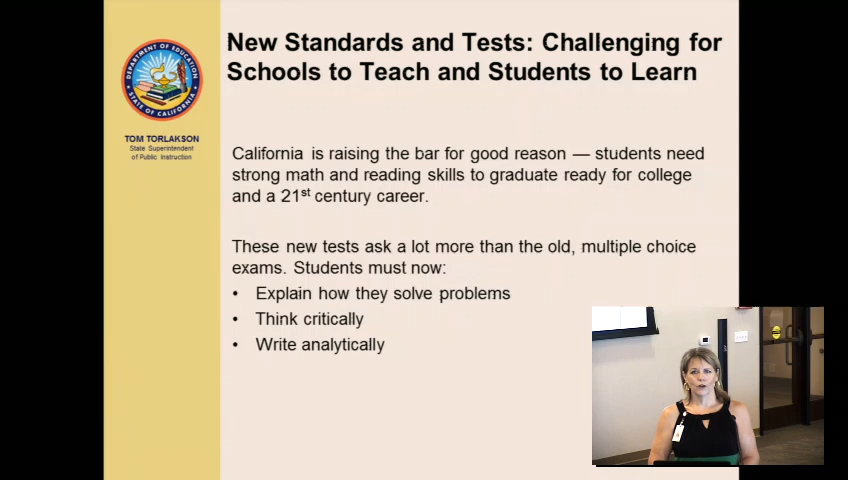 New Standards and Tests: Challenging for
Schools to Teach and Students to Learn
DEPARTMENT OF EDUCATION
STATE OF CALIFORNIA
TOM TORLAKSON
State Superintendent
of Public Instruction
California is raising the bar for good reason — students need
strong math and reading skills to graduate ready for college
and a 21st century career.
These new tests ask a lot more than the old, multiple choice
exams. Students must now:
• Explain how they solve problems
• Think critically
• Write analytically